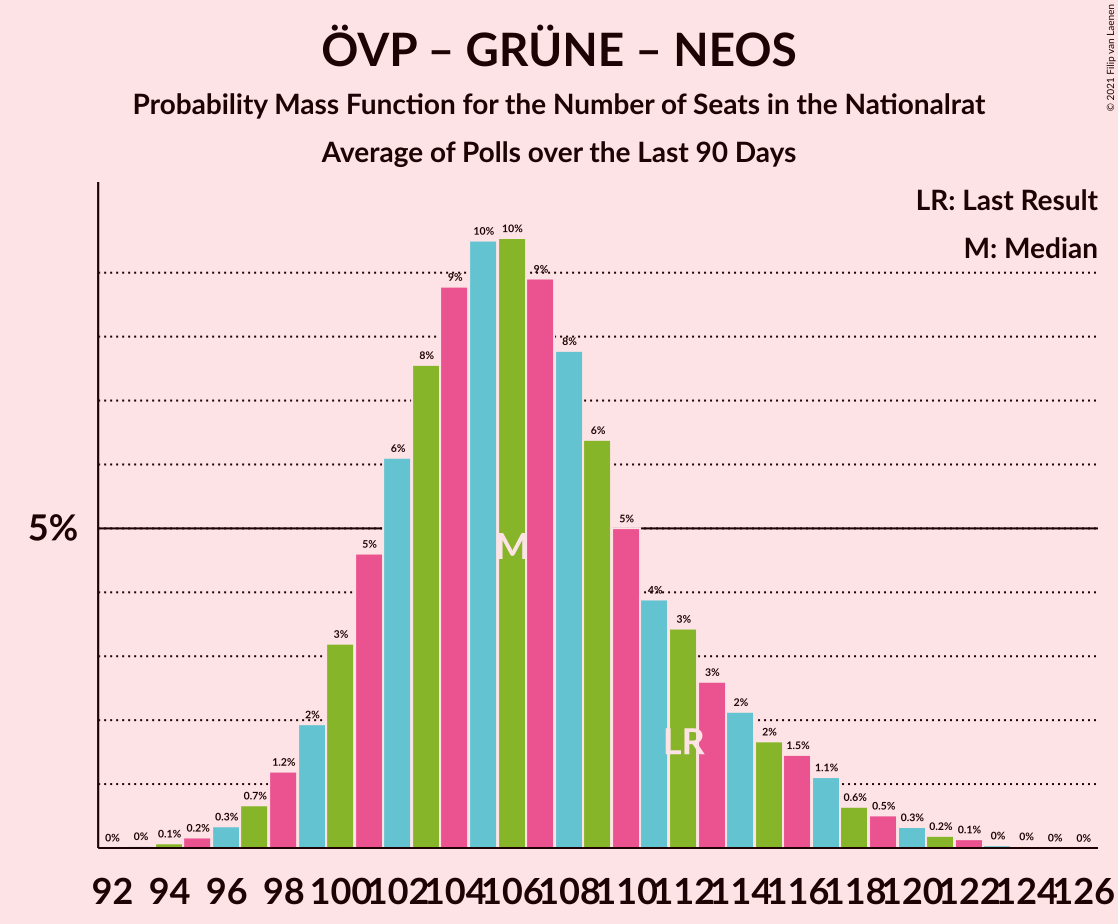 ÖVP – GRÜNE – NEOS
Probability Mass Function for the Number of Seats in the Nationalrat
Average of Polls over the Last 90 Days
© 2021 Filip van Laenen
LR: Last Result
M: Median
5%
0% 0% 0.1% 0.2% 0.3% 0.7% 1.2% 2% 3% 5% 6% 8% 9% 10% 10% 9% 8% 6% 5% 4% 3% 3% 2% 2% 1.5% 1.1% 0.6% 0.5% 0.3% 0.2% 0.1% 0% 0% 0% 0%
M
LR
92 94 96 98 100 102 104 106 108 110 112 114 116 118 120 122 124 126